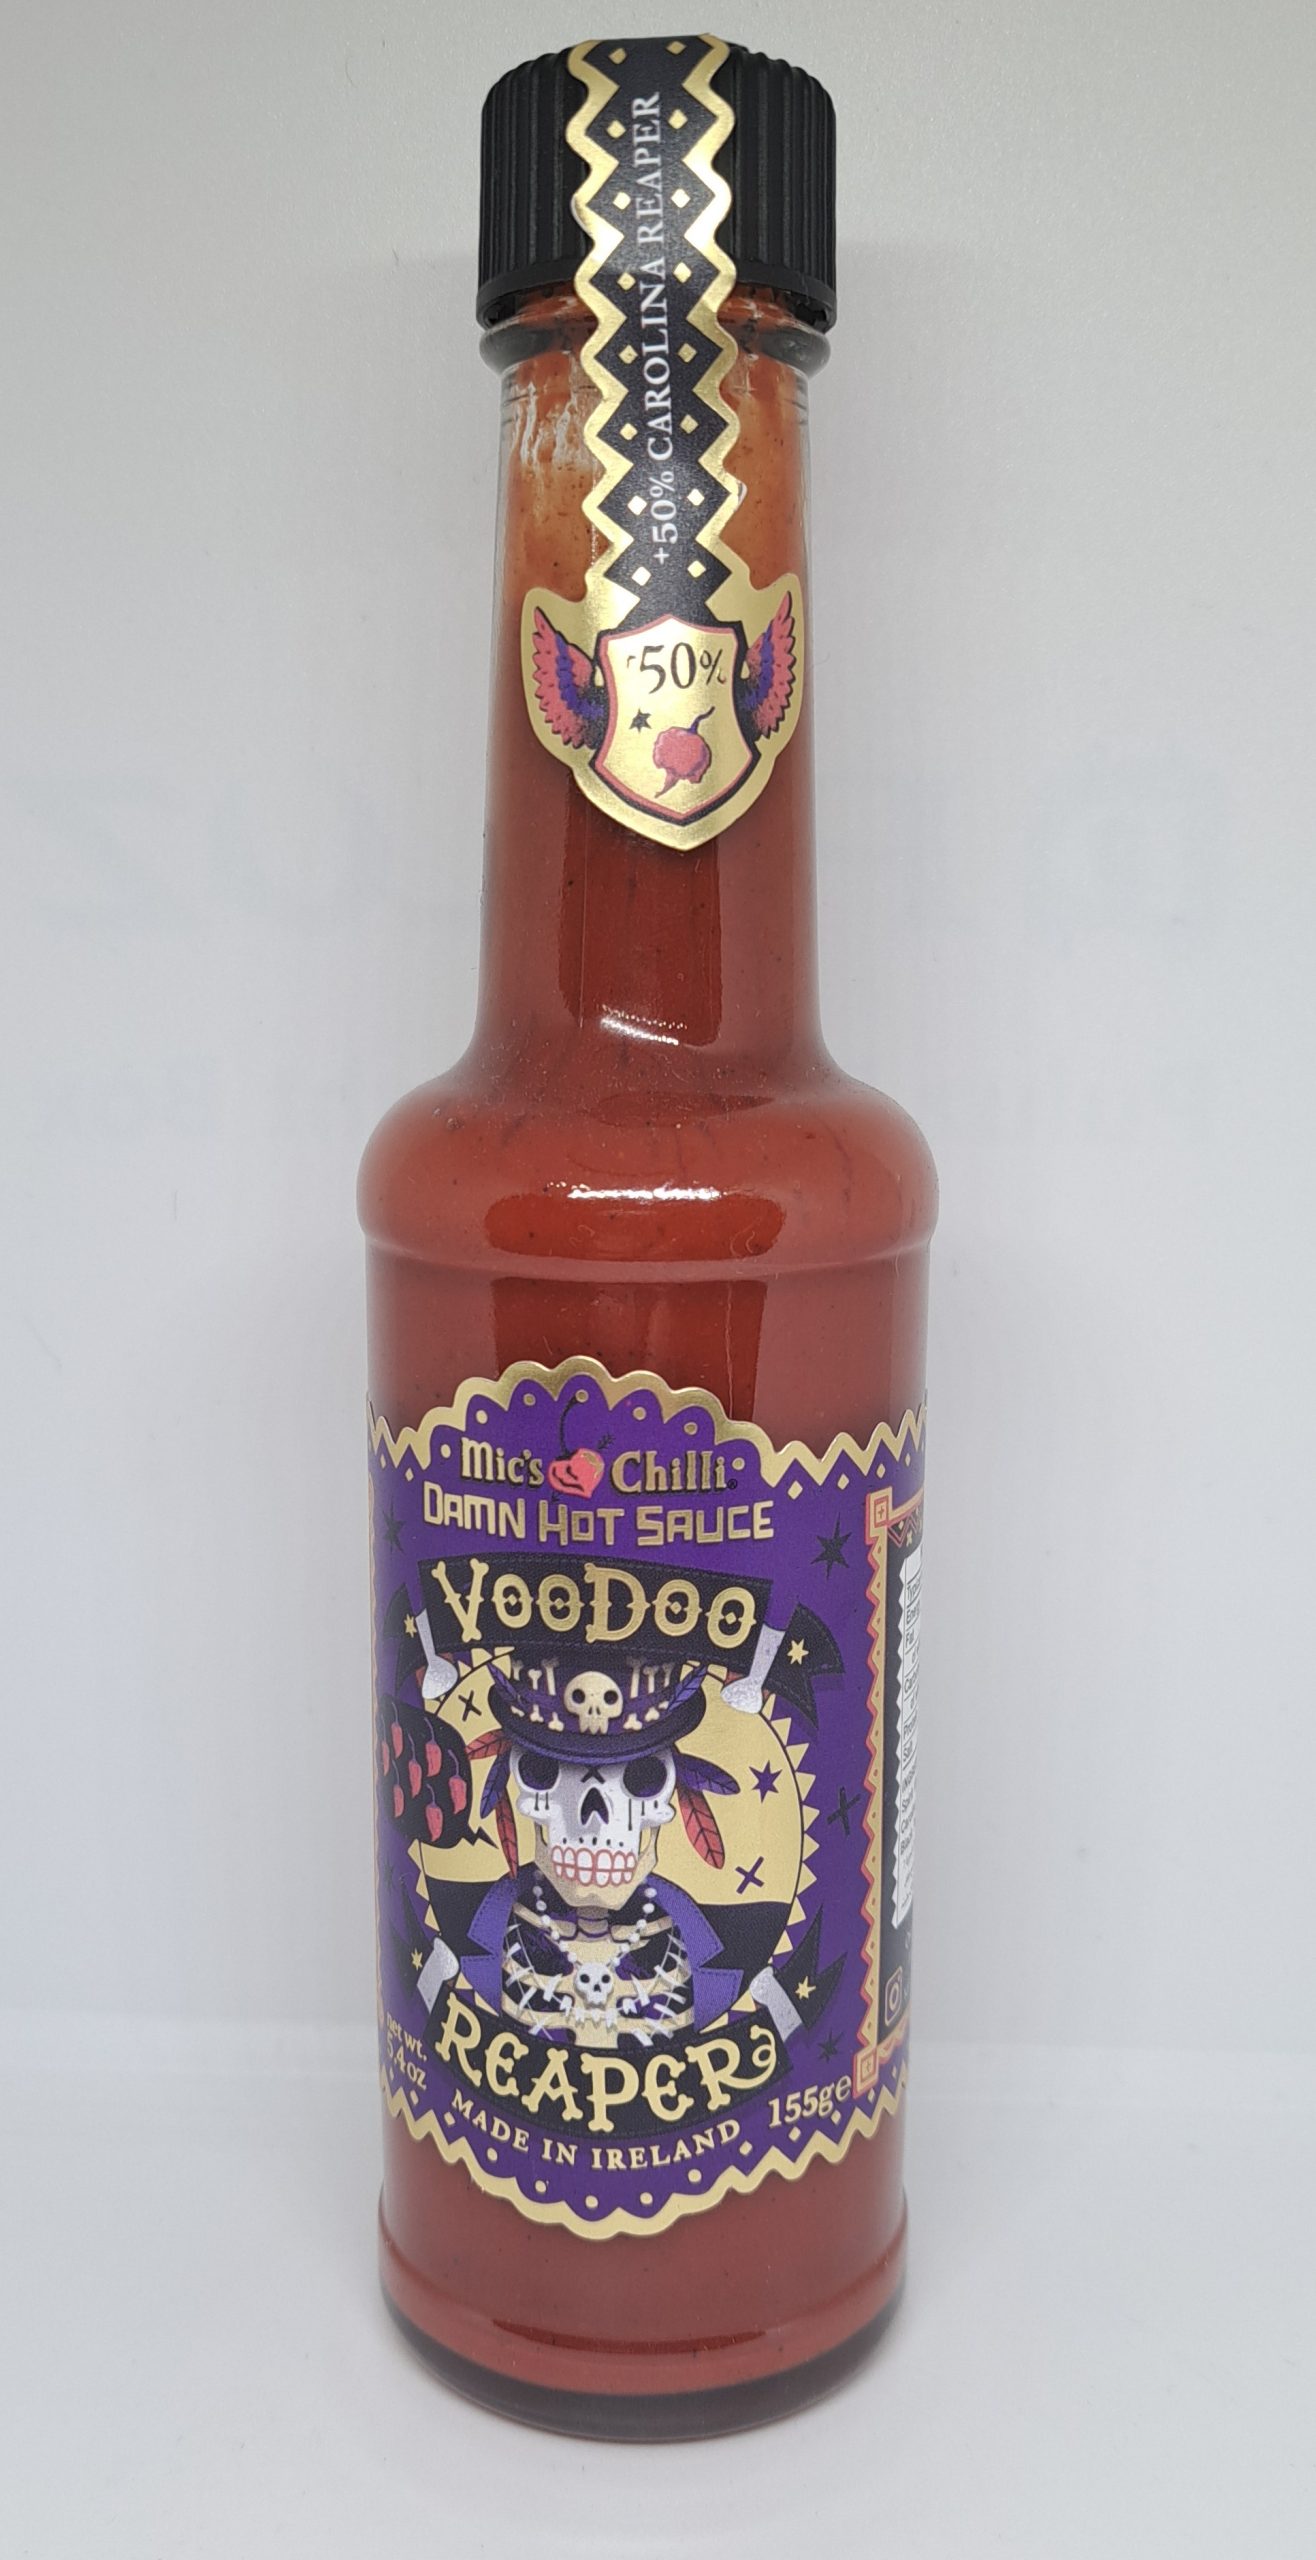 +50% CAROLINA REAPER
+50%
Mic's Chilli®
DAMN HOT SAUCE
VOODOO
REAPER
net wt.
5.4oz
MADE IN IRELAND
155ge